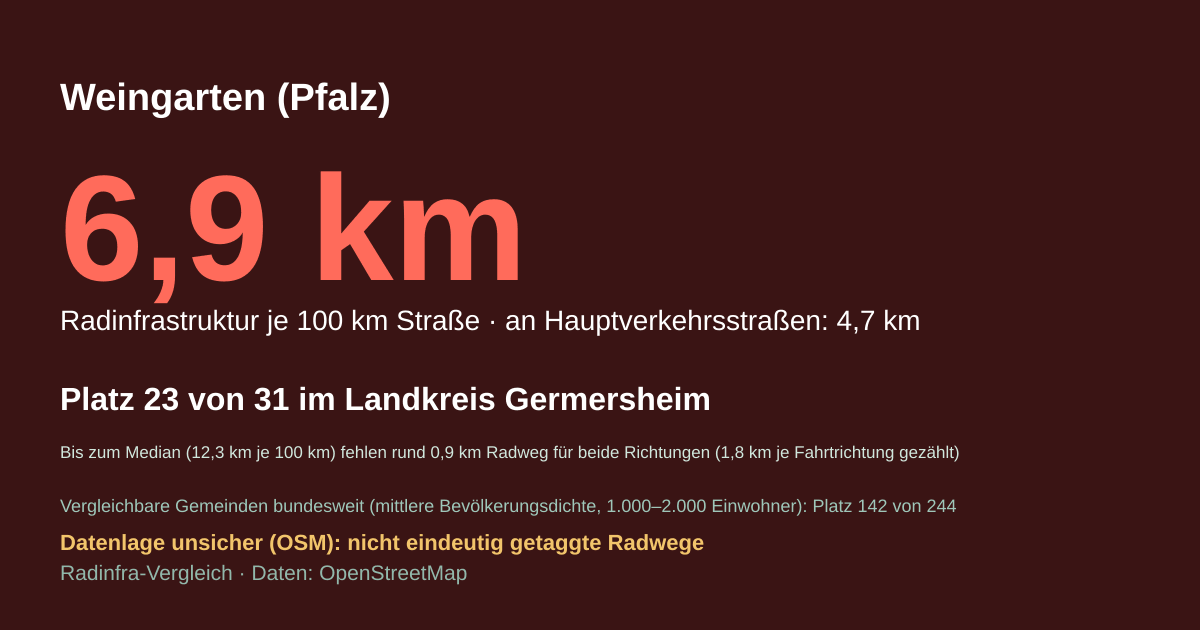 Weingarten (Pfalz)
6,9 km
Radinfrastruktur je 100 km Straße · an Hauptverkehrsstraßen: 4,7 km
Platz 23 von 31 im Landkreis Germersheim
Bis zum Median (12,3 km je 100 km) fehlen rund 0,9 km Radweg für beide Richtungen (1,8 km je Fahrtrichtung gezählt)
Vergleichbare Gemeinden bundesweit (mittlere Bevölkerungsdichte, 1.000–2.000 Einwohner): Platz 142 von 244
Datenlage unsicher (OSM): nicht eindeutig getaggte Radwege
Radinfra-Vergleich · Daten: OpenStreetMap